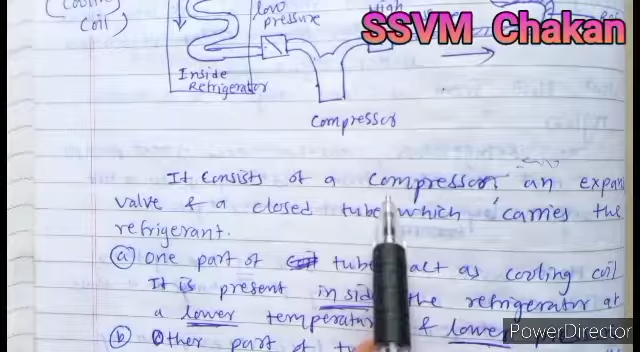 (Cooling
Coil)
low
pressure
High
SSVM Chakan
Inside
Refrigerator
Compressor
It consists of a compressor, an expan
valve & a closed tube which carries the
refrigerant.
(a) One part of tube act as cooling coil
It is present inside the refrigerator at
a lower temperatur & lower
(b) Other part of
PowerDirector